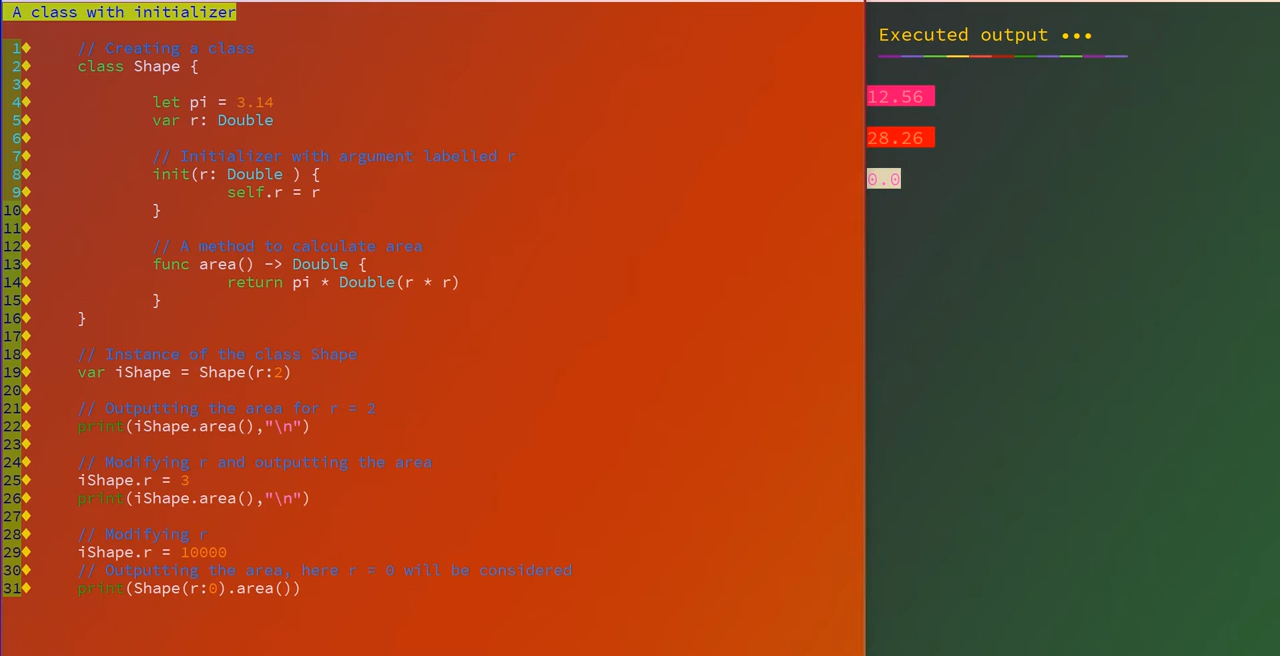 A class with initializer
1 // Creating a class
2 class Shape {
3
4 let pi = 3.14
5 var r: Double
6
7 // Initializer with argument labelled r
8 init(r: Double ) {
9 self.r = r
10 }
11
12 // A method to calculate area
13 func area() -> Double {
14 return pi * Double(r * r)
15 }
16 }
17
18 // Instance of the class Shape
19 var iShape = Shape(r:2)
20
21 // Outputting the area for r = 2
22 print(iShape.area(),"\n")
23
24 // Modifying r and outputting the area
25 iShape.r = 3
26 print(iShape.area(),"\n")
27
28 // Modifying r
29 iShape.r = 10000
30 // Outputting the area, here r = 0 will be considered
31 print(Shape(r:0).area())
Executed output •••
12.56
28.26
0.0